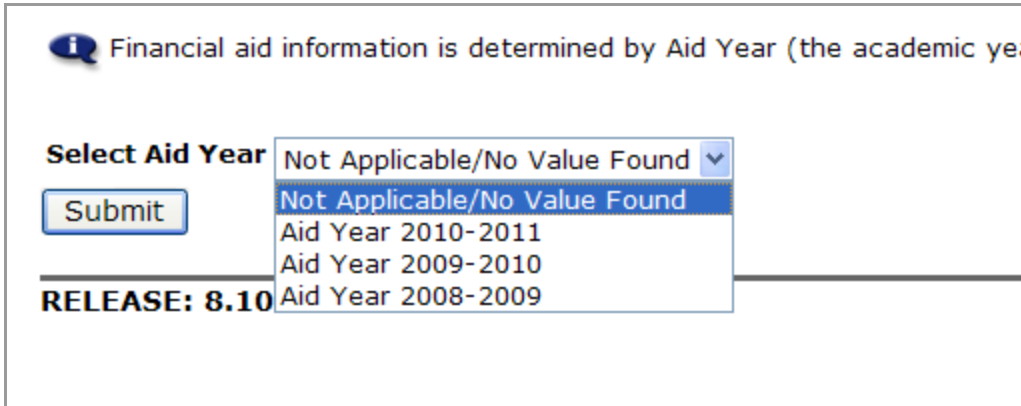 Financial aid information is determined by Aid Year (the academic
Select Aid Year Not Applicable/No Value Found
Not Applicable/No Value Found
Submit
Aid Year 2010-2011
Aid Year 2009-2010
Aid Year 2008-2009
RELEASE: 8.10